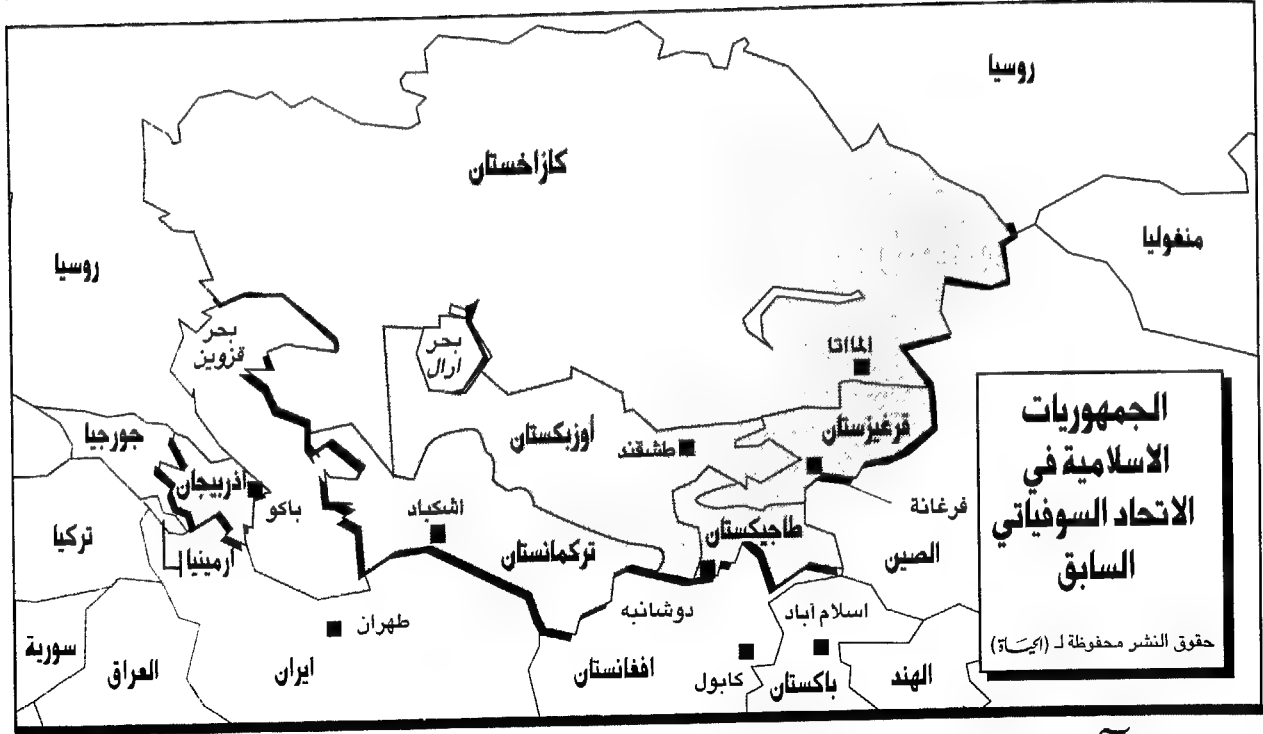 روسيا
كازاخستان
منغوليا
روسيا
بحر
قزوين
بحر
ارال
الماآتا
جورجيا
أوزبكستان
طشقند
قرغيزستان
أذربيجان
باكو
اشكباد
فرغانة
تركيا
ارمينيا
تركمانستان
طاجيكستان
الصين
دوشانبه
اسلام آباد
طهران
سورية
العراق
ايران
افغانستان
كابول
باكستان
الهند
الجمهوريات
الاسلامية في
الاتحاد السوفياتي
السابق
حقوق النشر محفوظة لـ (الحياة)